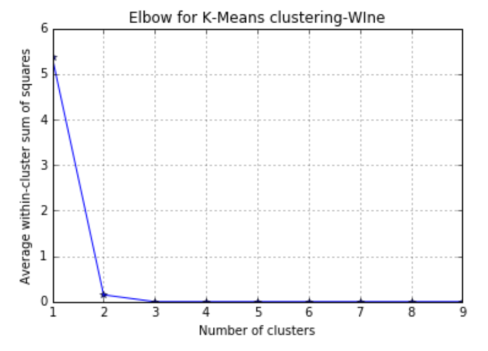 Elbow for K-Means clustering-WIne
Average within-cluster sum of squares
6
5
4
3
2
1
0
1 2 3 4 5 6 7 8 9
Number of clusters